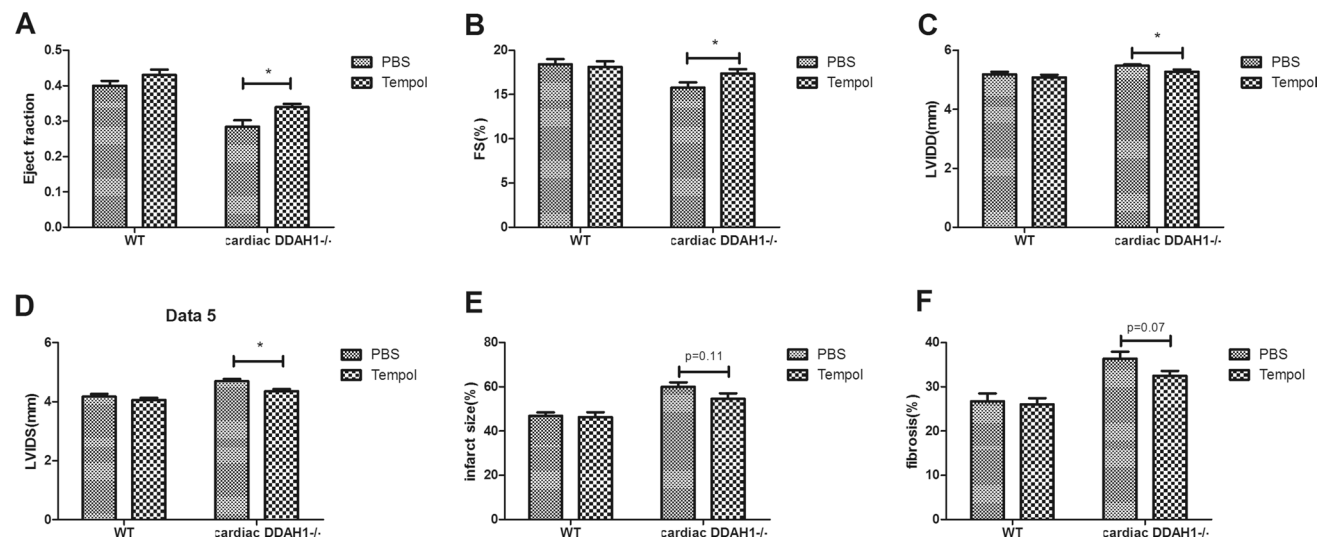 A
Eject fraction
0.5
0.4
0.3
0.2
0.1
0.0
*
PBS
Tempol
WT
cardiac DDAH1-/-
B
FS(%)
20
15
10
5
0
*
PBS
Tempol
WT
cardiac DDAH1-/-
C
LVIDD(mm)
6
4
2
0
*
PBS
Tempol
WT
cardiac DDAH1-/-
D
Data 5
LVIDS(mm)
6
4
2
0
*
PBS
Tempol
WT
cardiac DDAH1-/-
E
infarct size(%)
80
60
40
20
0
p=0.11
PBS
Tempol
WT
cardiac DDAH1-/-
F
fibrosis(%)
40
30
20
10
0
p=0.07
PBS
Tempol
WT
cardiac DDAH1-/-